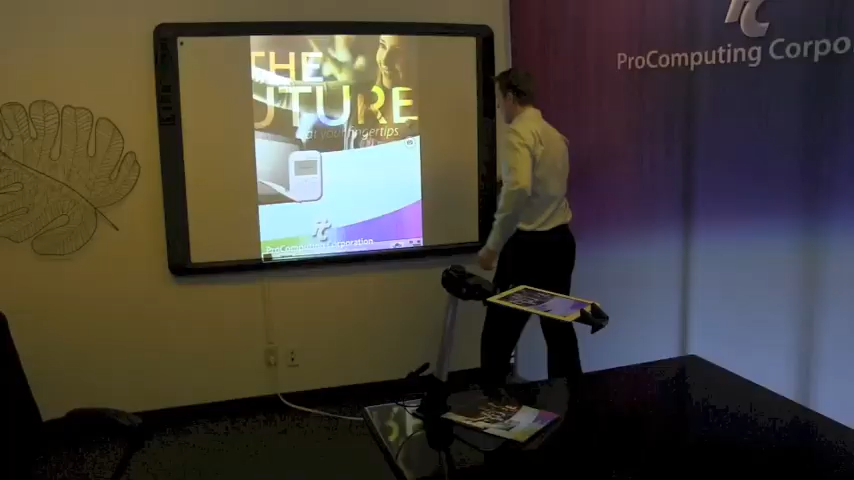 THE
UTURE
at your fingertips
ProComputing Corporation
ProComputing Corpo